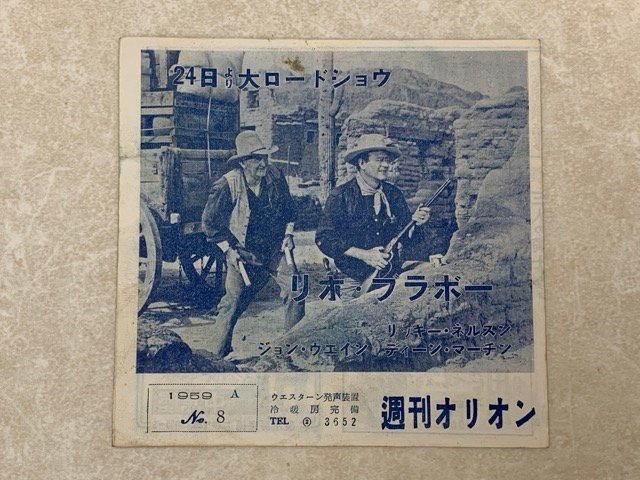 24日より大ロードショウ
リオ・ブラボー
リッキー・ネルスン
ジョン・ウエイン ディーン・マーチン
1959 A
No. 8
ウエスターン発声装置
冷暖房完備
TEL ③ 3652
週刊オリオン